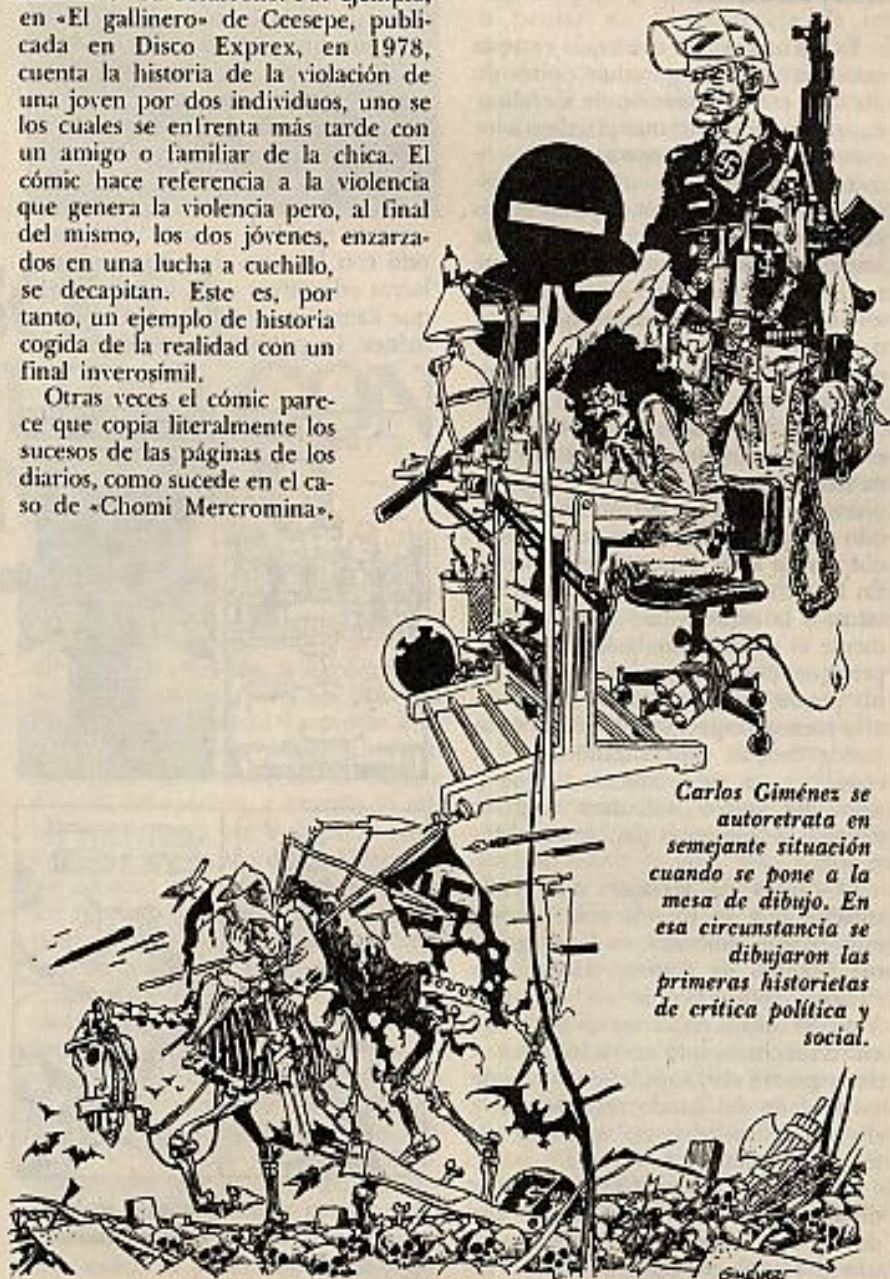 en «El gallinero» de Ceesepe, publi-
cada en Disco Exprex, en 1978,
cuenta la historia de la violación de
una joven por dos individuos, uno se
los cuales se enfrenta más tarde con
un amigo o familiar de la chica. El
cómic hace referencia a la violencia
que genera la violencia pero, al final
del mismo, los dos jóvenes, enzarza-
dos en una lucha a cuchillo,
se decapitan. Este es, por
tanto, un ejemplo de historia
cogida de la realidad con un
final inverosímil.
Otras veces el cómic pare-
ce que copia literalmente los
sucesos de las páginas de los
diarios, como sucede en el ca-
so de «Chomi Mercromina»,
Carlos Giménez se
autoretrata en
semejante situación
cuando se pone a la
mesa de dibujo. En
esa circunstancia se
dibujaron las
primeras historietas
de crítica política y
social.
GIMENEZ